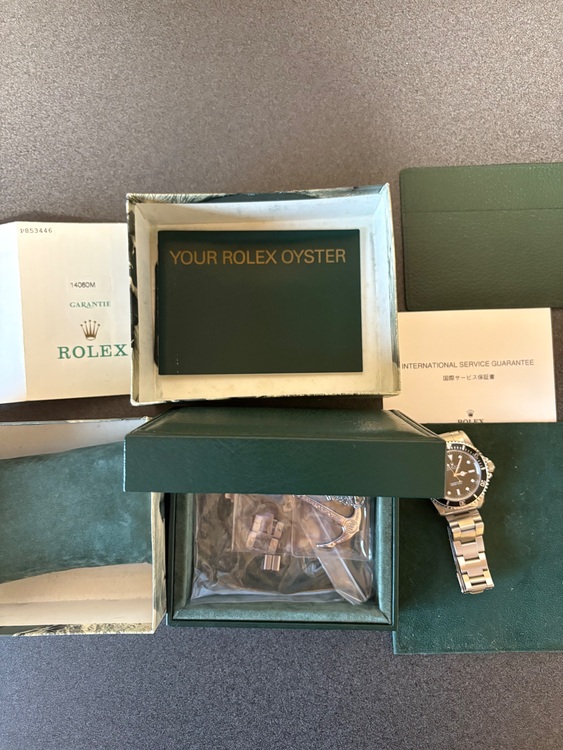 P853446
14060M
GARANTIE
ROLEX
YOUR ROLEX OYSTER
INTERNATIONAL SERVICE GUARANTEE
国際サービス保証書
ROLEX